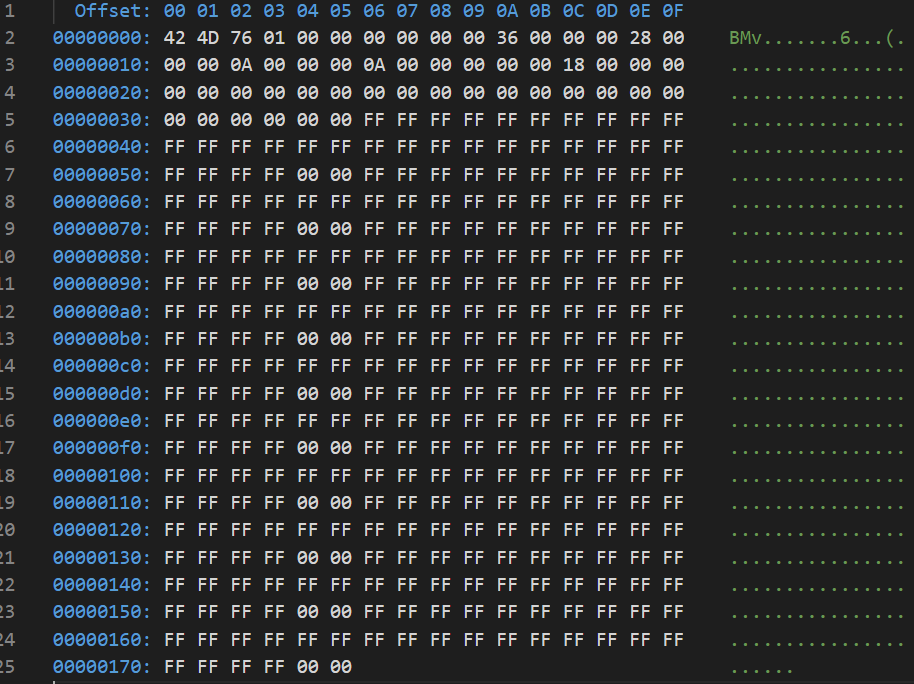 1 Offset: 00 01 02 03 04 05 06 07 08 09 0A 0B 0C 0D 0E 0F
2 00000000: 42 4D 76 01 00 00 00 00 00 00 36 00 00 00 28 00 BMv.......6...(.
3 00000010: 00 00 0A 00 00 00 0A 00 00 00 00 00 18 00 00 00 ................
4 00000020: 00 00 00 00 00 00 00 00 00 00 00 00 00 00 00 00 ................
5 00000030: 00 00 00 00 00 00 FF FF FF FF FF FF FF FF FF FF ................
6 00000040: FF FF FF FF FF FF FF FF FF FF FF FF FF FF FF FF ................
7 00000050: FF FF FF FF 00 00 FF FF FF FF FF FF FF FF FF FF ................
8 00000060: FF FF FF FF FF FF FF FF FF FF FF FF FF FF FF FF ................
9 00000070: FF FF FF FF 00 00 FF FF FF FF FF FF FF FF FF FF ................
10 00000080: FF FF FF FF FF FF FF FF FF FF FF FF FF FF FF FF ................
11 00000090: FF FF FF FF 00 00 FF FF FF FF FF FF FF FF FF FF ................
12 000000a0: FF FF FF FF FF FF FF FF FF FF FF FF FF FF FF FF ................
13 000000b0: FF FF FF FF 00 00 FF FF FF FF FF FF FF FF FF FF ................
14 000000c0: FF FF FF FF FF FF FF FF FF FF FF FF FF FF FF FF ................
15 000000d0: FF FF FF FF 00 00 FF FF FF FF FF FF FF FF FF FF ................
16 000000e0: FF FF FF FF FF FF FF FF FF FF FF FF FF FF FF FF ................
17 000000f0: FF FF FF FF 00 00 FF FF FF FF FF FF FF FF FF FF ................
18 00000100: FF FF FF FF FF FF FF FF FF FF FF FF FF FF FF FF ................
19 00000110: FF FF FF FF 00 00 FF FF FF FF FF FF FF FF FF FF ................
20 00000120: FF FF FF FF FF FF FF FF FF FF FF FF FF FF FF FF ................
21 00000130: FF FF FF FF 00 00 FF FF FF FF FF FF FF FF FF FF ................
22 00000140: FF FF FF FF FF FF FF FF FF FF FF FF FF FF FF FF ................
23 00000150: FF FF FF FF 00 00 FF FF FF FF FF FF FF FF FF FF ................
24 00000160: FF FF FF FF FF FF FF FF FF FF FF FF FF FF FF FF ................
25 00000170: FF FF FF FF 00 00 ......